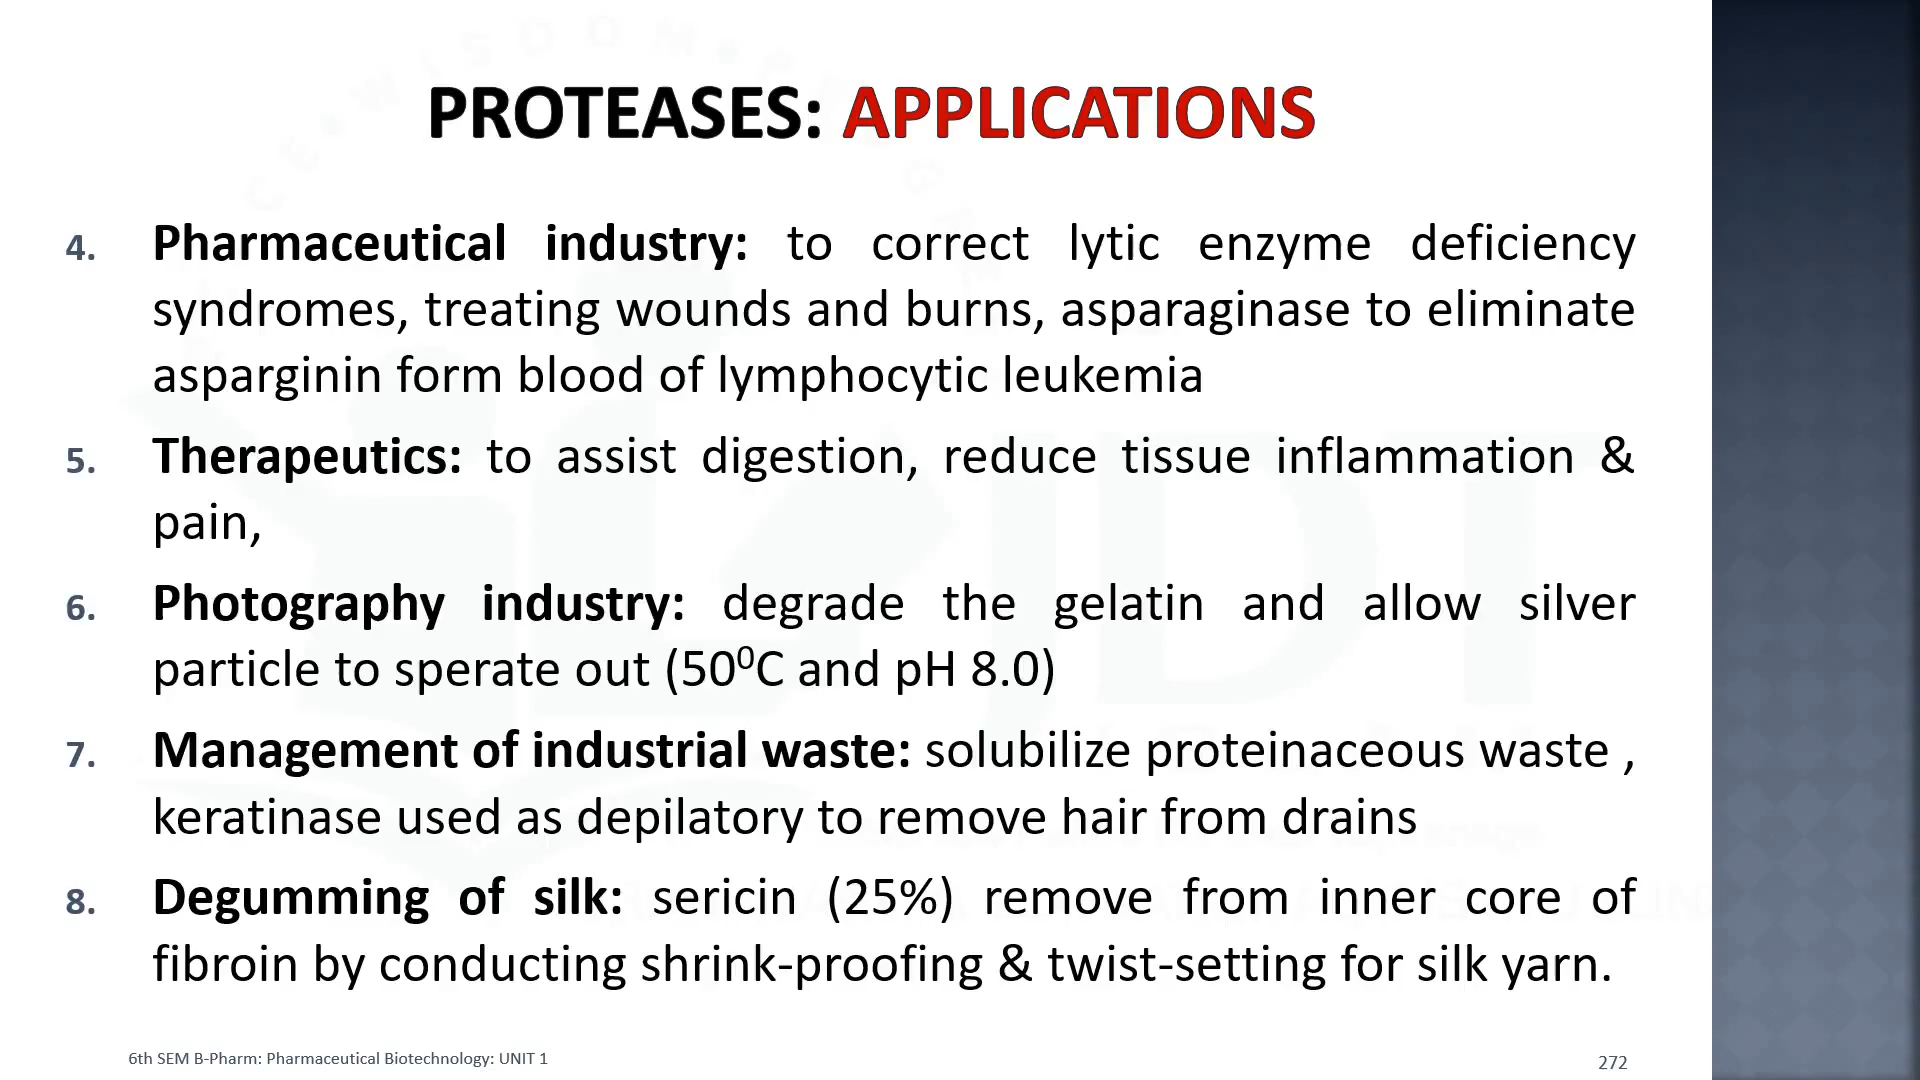 PROTEASES: APPLICATIONS
4. Pharmaceutical industry: to correct lytic enzyme deficiency
syndromes, treating wounds and burns, asparaginase to eliminate
asparginin form blood of lymphocytic leukemia
5. Therapeutics: to assist digestion, reduce tissue inflammation &
pain,
6. Photography industry: degrade the gelatin and allow silver
particle to sperate out (50⁰C and pH 8.0)
7. Management of industrial waste: solubilize proteinaceous waste ,
keratinase used as depilatory to remove hair from drains
8. Degumming of silk: sericin (25%) remove from inner core of
fibroin by conducting shrink-proofing & twist-setting for silk yarn.
6th SEM B-Pharm: Pharmaceutical Biotechnology: UNIT 1
272